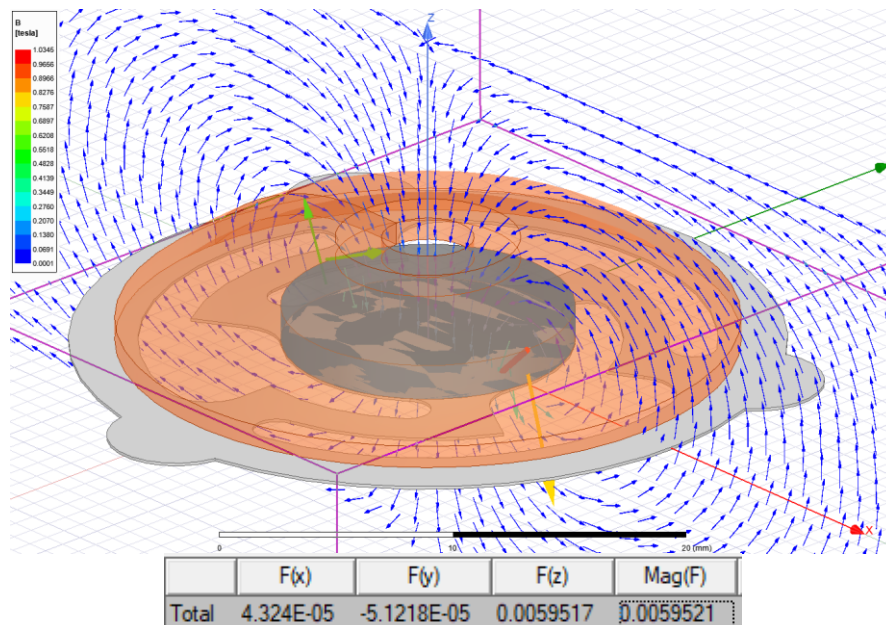 B
[tesla]
1.0345
0.9656
0.8966
0.8276
0.7587
0.6897
0.6208
0.5518
0.4828
0.4139
0.3449
0.2760
0.2070
0.1380
0.0691
0.0001
Z
X
0 10 20 (mm)
F(x) F(y) F(z) Mag(F)
Total 4.324E-05 -5.1218E-05 0.0059517 0.0059521